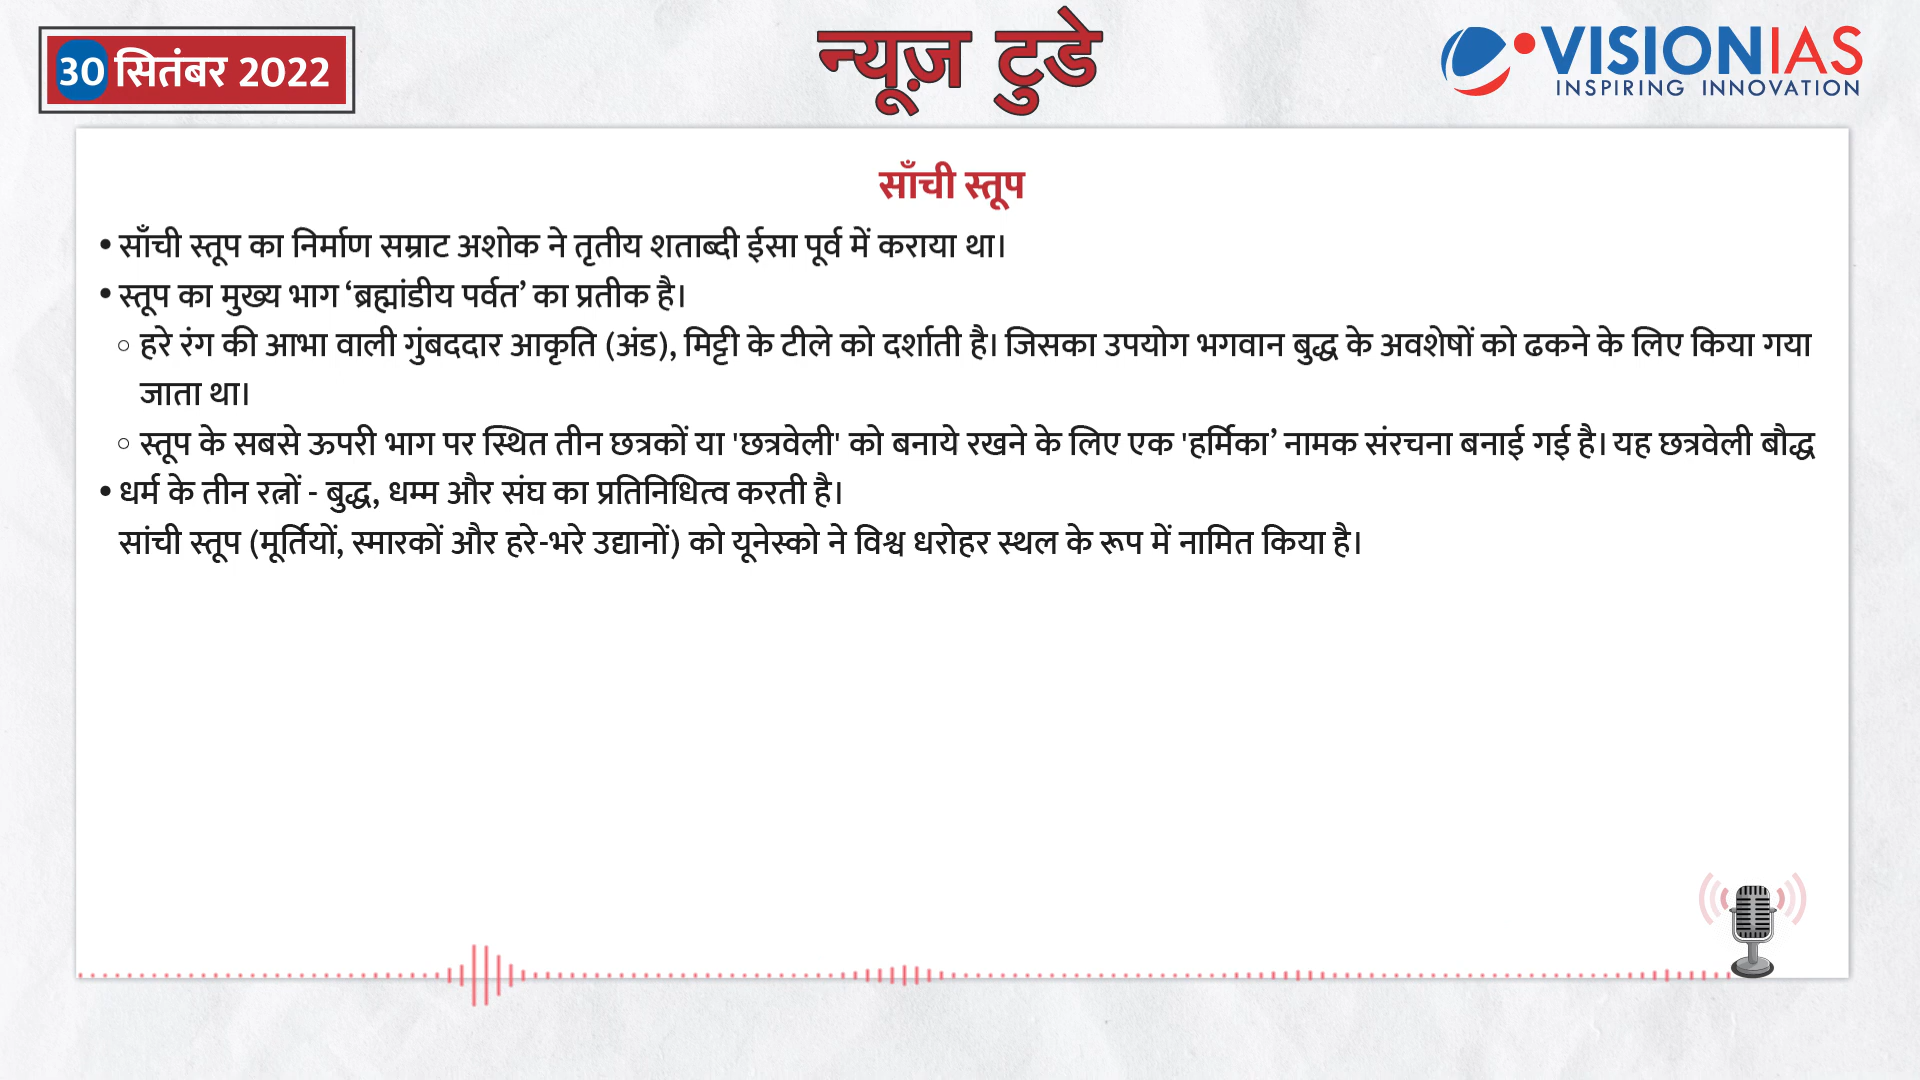 30 सितंबर 2022
न्यूज़ टुडे
VISIONIAS
INSPIRING INNOVATION
साँची स्तूप
• साँची स्तूप का निर्माण सम्राट अशोक ने तृतीय शताब्दी ईसा पूर्व में कराया था।
• स्तूप का मुख्य भाग ‘ब्रह्मांडीय पर्वत’ का प्रतीक है।
○ हरे रंग की आभा वाली गुंबददार आकृति (अंड), मिट्टी के टीले को दर्शाती है। जिसका उपयोग भगवान बुद्ध के अवशेषों को ढकने के लिए किया गया
जाता था।
○ स्तूप के सबसे ऊपरी भाग पर स्थित तीन छत्रकों या 'छत्रवेली' को बनाये रखने के लिए एक 'हर्मिका’ नामक संरचना बनाई गई है। यह छत्रवेली बौद्ध
• धर्म के तीन रत्नों - बुद्ध, धम्म और संघ का प्रतिनिधित्व करती है।
सांची स्तूप (मूर्तियों, स्मारकों और हरे-भरे उद्यानों) को यूनेस्को ने विश्व धरोहर स्थल के रूप में नामित किया है।